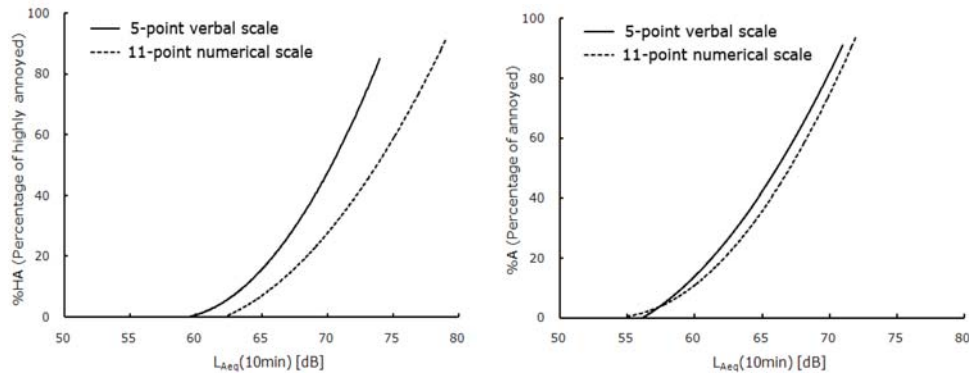 5-point verbal scale
11-point numerical scale
%HA (Percentage of highly annoyed)
100
80
60
40
20
0
50 55 60 65 70 75 80
LAeq(10min) [dB]
5-point verbal scale
11-point numerical scale
%A (Percentage of annoyed)
100
80
60
40
20
0
50 55 60 65 70 75 80
LAeq(10min) [dB]